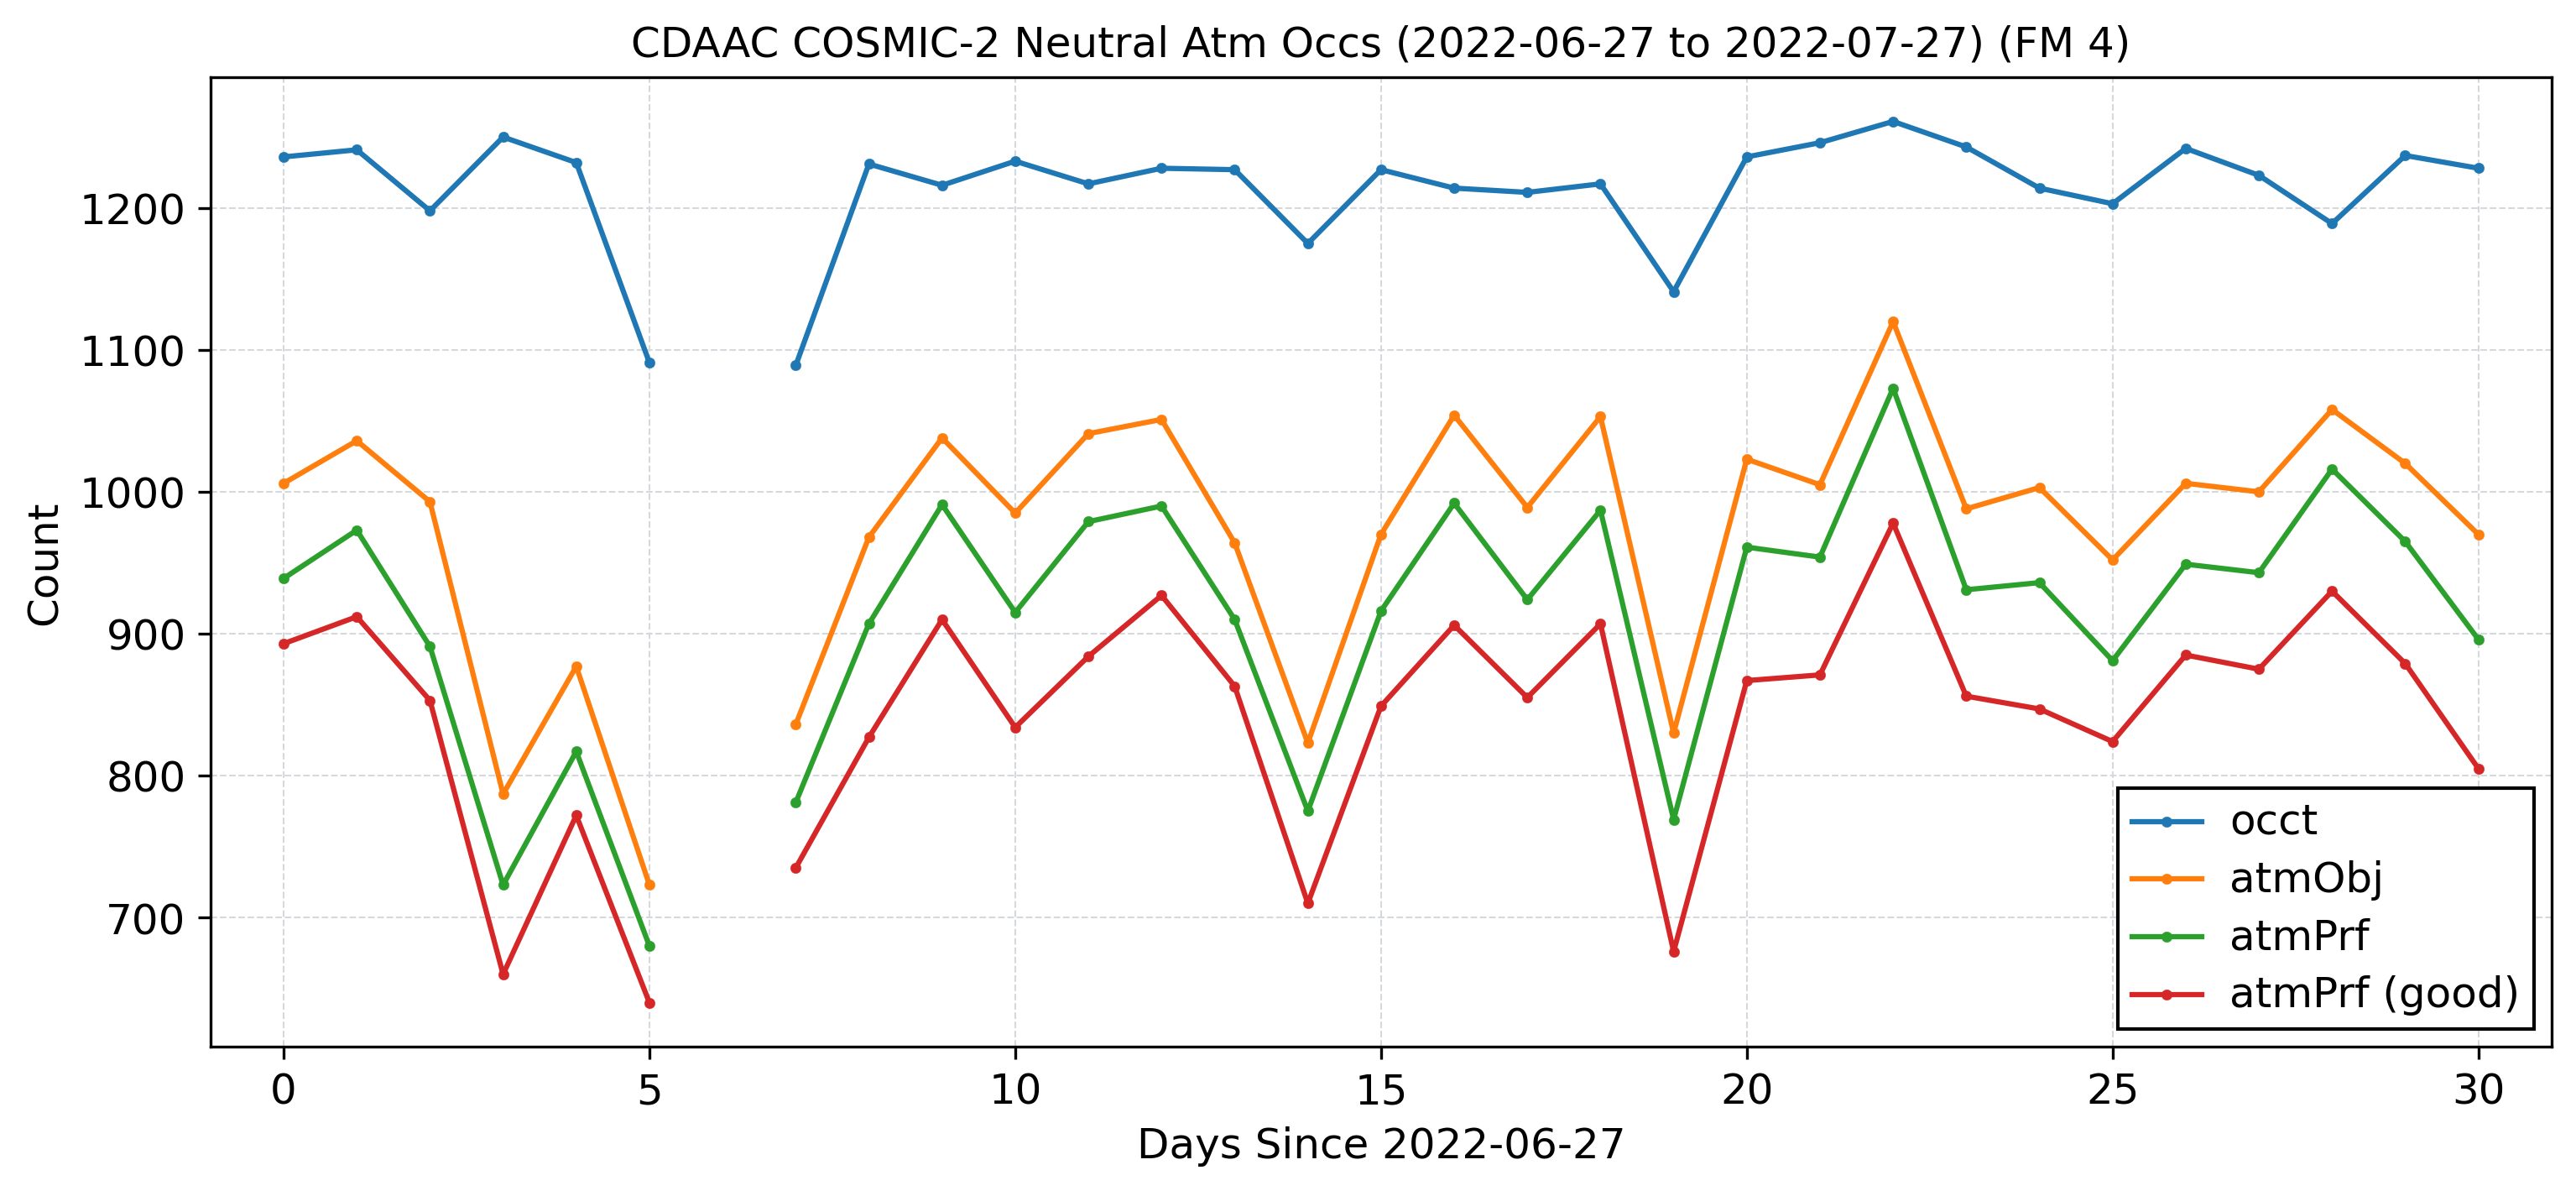 CDAAC COSMIC-2 Neutral Atm Occs (2022-06-27 to 2022-07-27) (FM 4)
1200
1100
1000
900
800
700
Count
occt
atmObj
atmPrf
atmPrf (good)
0 5 10 15 20 25 30
Days Since 2022-06-27